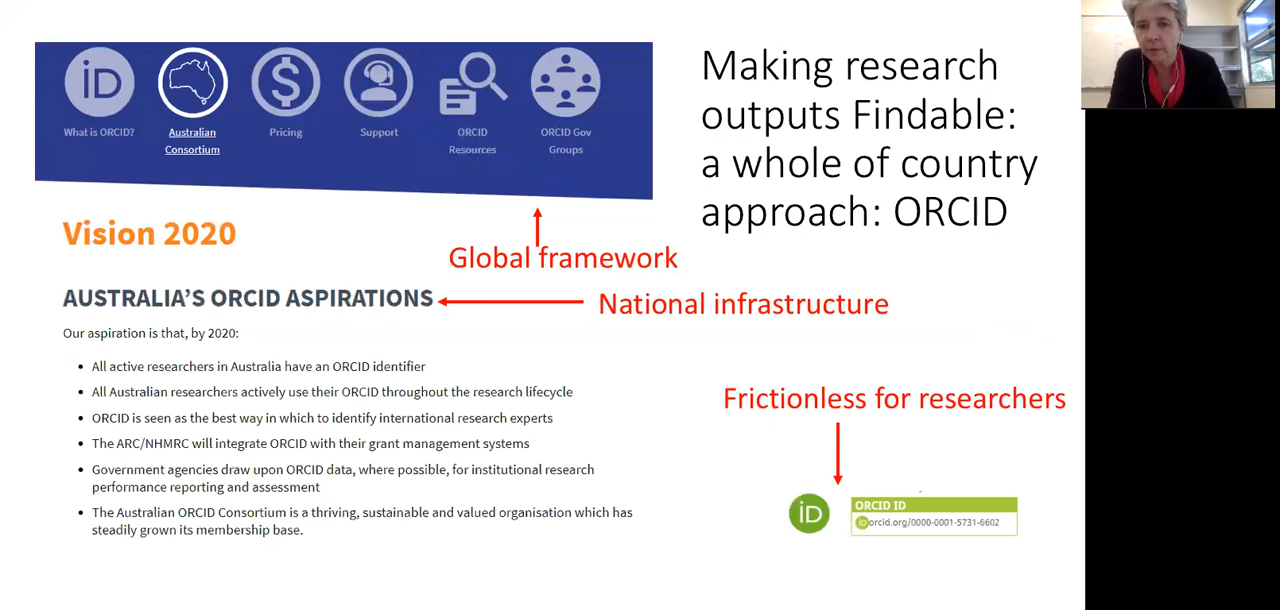 iD
What is ORCID?
Australian
Consortium
$
Pricing
Support
ORCID
Resources
ORCID Gov
Groups
Making research
outputs Findable:
a whole of country
approach: ORCID
Vision 2020
Global framework
AUSTRALIA'S ORCID ASPIRATIONS
National infrastructure
Our aspiration is that, by 2020:
• All active researchers in Australia have an ORCID identifier
• All Australian researchers actively use their ORCID throughout the research lifecycle
• ORCID is seen as the best way in which to identify international research experts
• The ARC/NHMRC will integrate ORCID with their grant management systems
• Government agencies draw upon ORCID data, where possible, for institutional research
performance reporting and assessment
• The Australian ORCID Consortium is a thriving, sustainable and valued organisation which has
steadily grown its membership base.
Frictionless for researchers
iD
ORCID ID
iD orcid.org/0000-0001-5731-6602